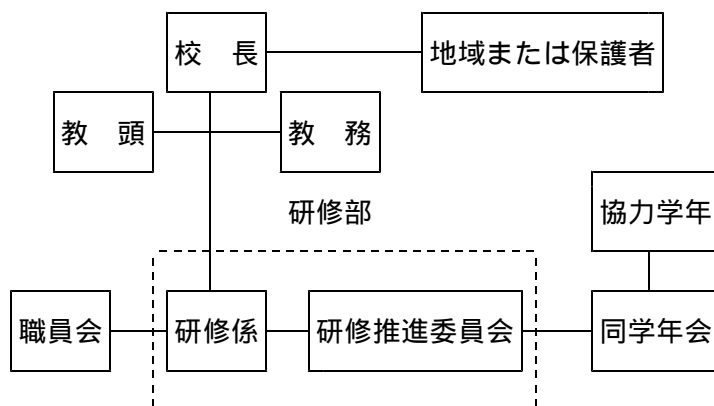 校　長
地域または保護者
教　頭
教　務
研修部
協力学年
職員会
研修係
研修推進委員会
同学年会